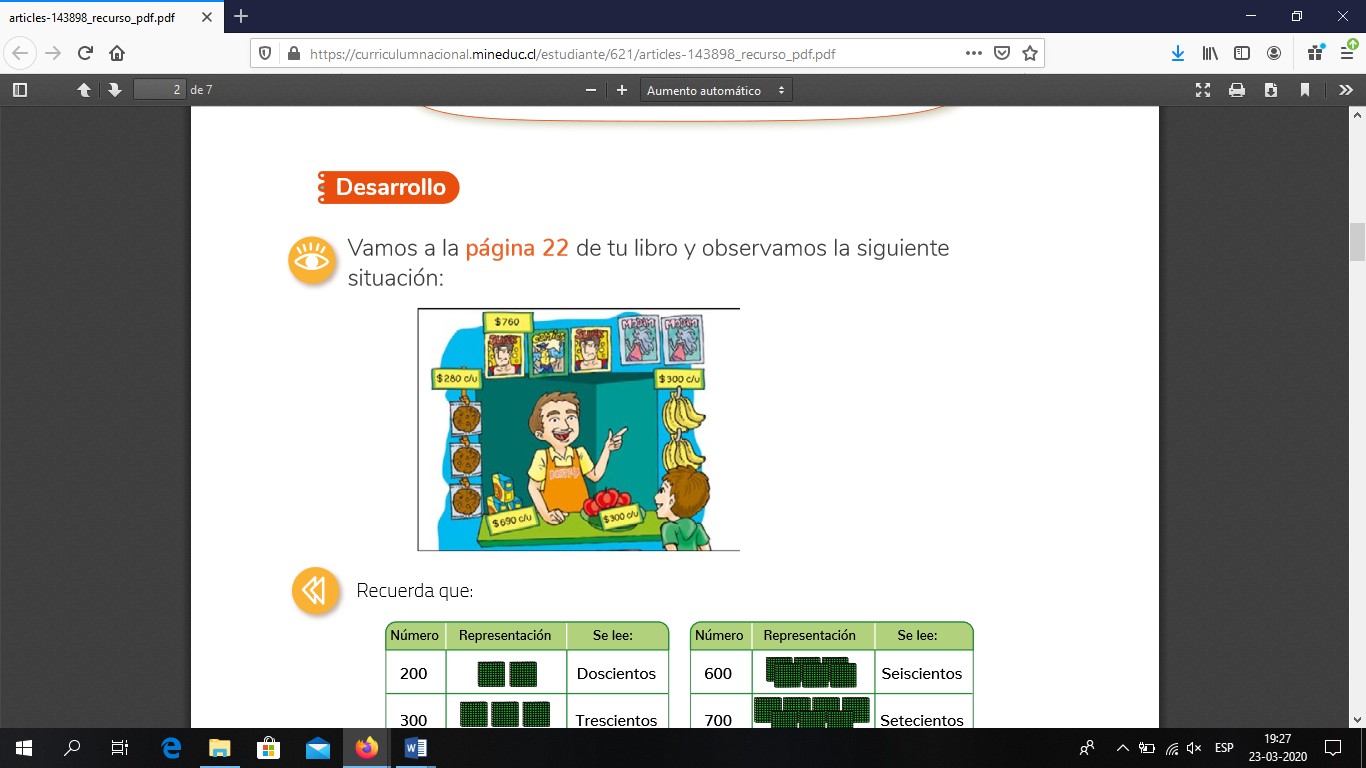 articles-143898_recurso_pdf.pdf
https://curriculumnacional.mineduc.cl/estudiante/621/articles-143898_recurso_pdf.pdf
2 de 7
Aumento automático
Desarrollo
Vamos a la página 22 de tu libro y observamos la siguiente
situación:
$760
$280 c/u
$300 c/u
$690 c/u
$300 c/u
Recuerda que:
Número Representación Se lee:
200 Doscientos
300 Trescientos
Número Representación Se lee:
600 Seiscientos
700 Setecientos
ESP
19:27
23-03-2020